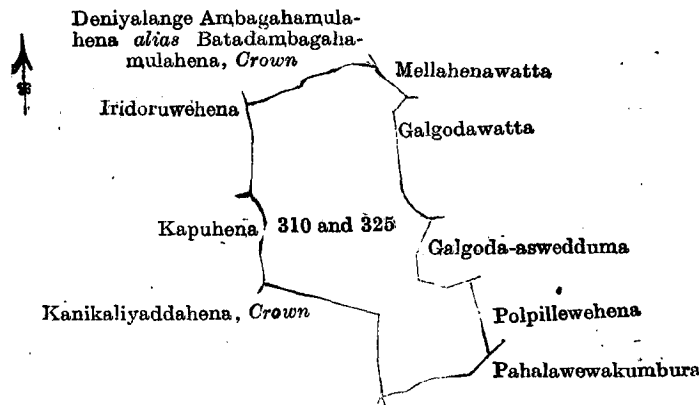 Deniyalange Ambagahamula-
hena alias Batadambagaha-
mulahena, Crown
Mellahenawatta
Iridoruwehena
Galgodawatta
Kapuhena
310 and 325
Galgoda-aswedduma
Kanikaliyaddahena, Crown
Polpillewehena
Pahalawewakumbura